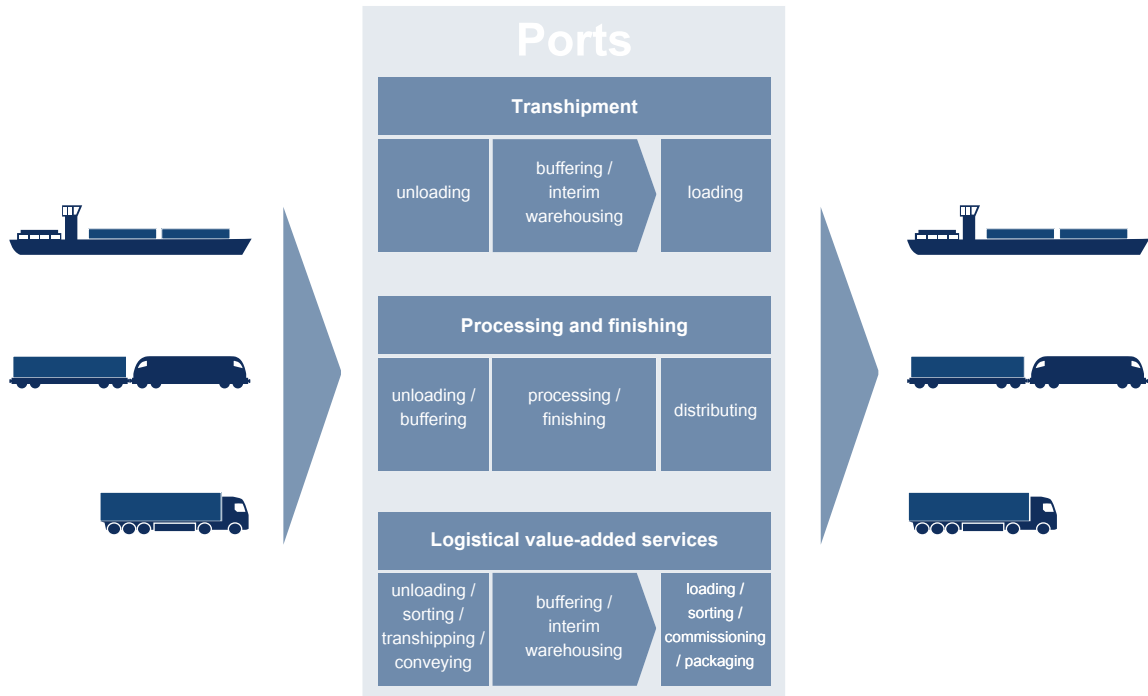 Ports
Transhipment
unloading
buffering /
interim
warehousing
loading
Processing and finishing
unloading /
buffering
processing /
finishing
distributing
Logistical value-added services
unloading /
sorting /
transhipping /
conveying
buffering /
interim
warehousing
loading /
sorting /
commissioning
/ packaging